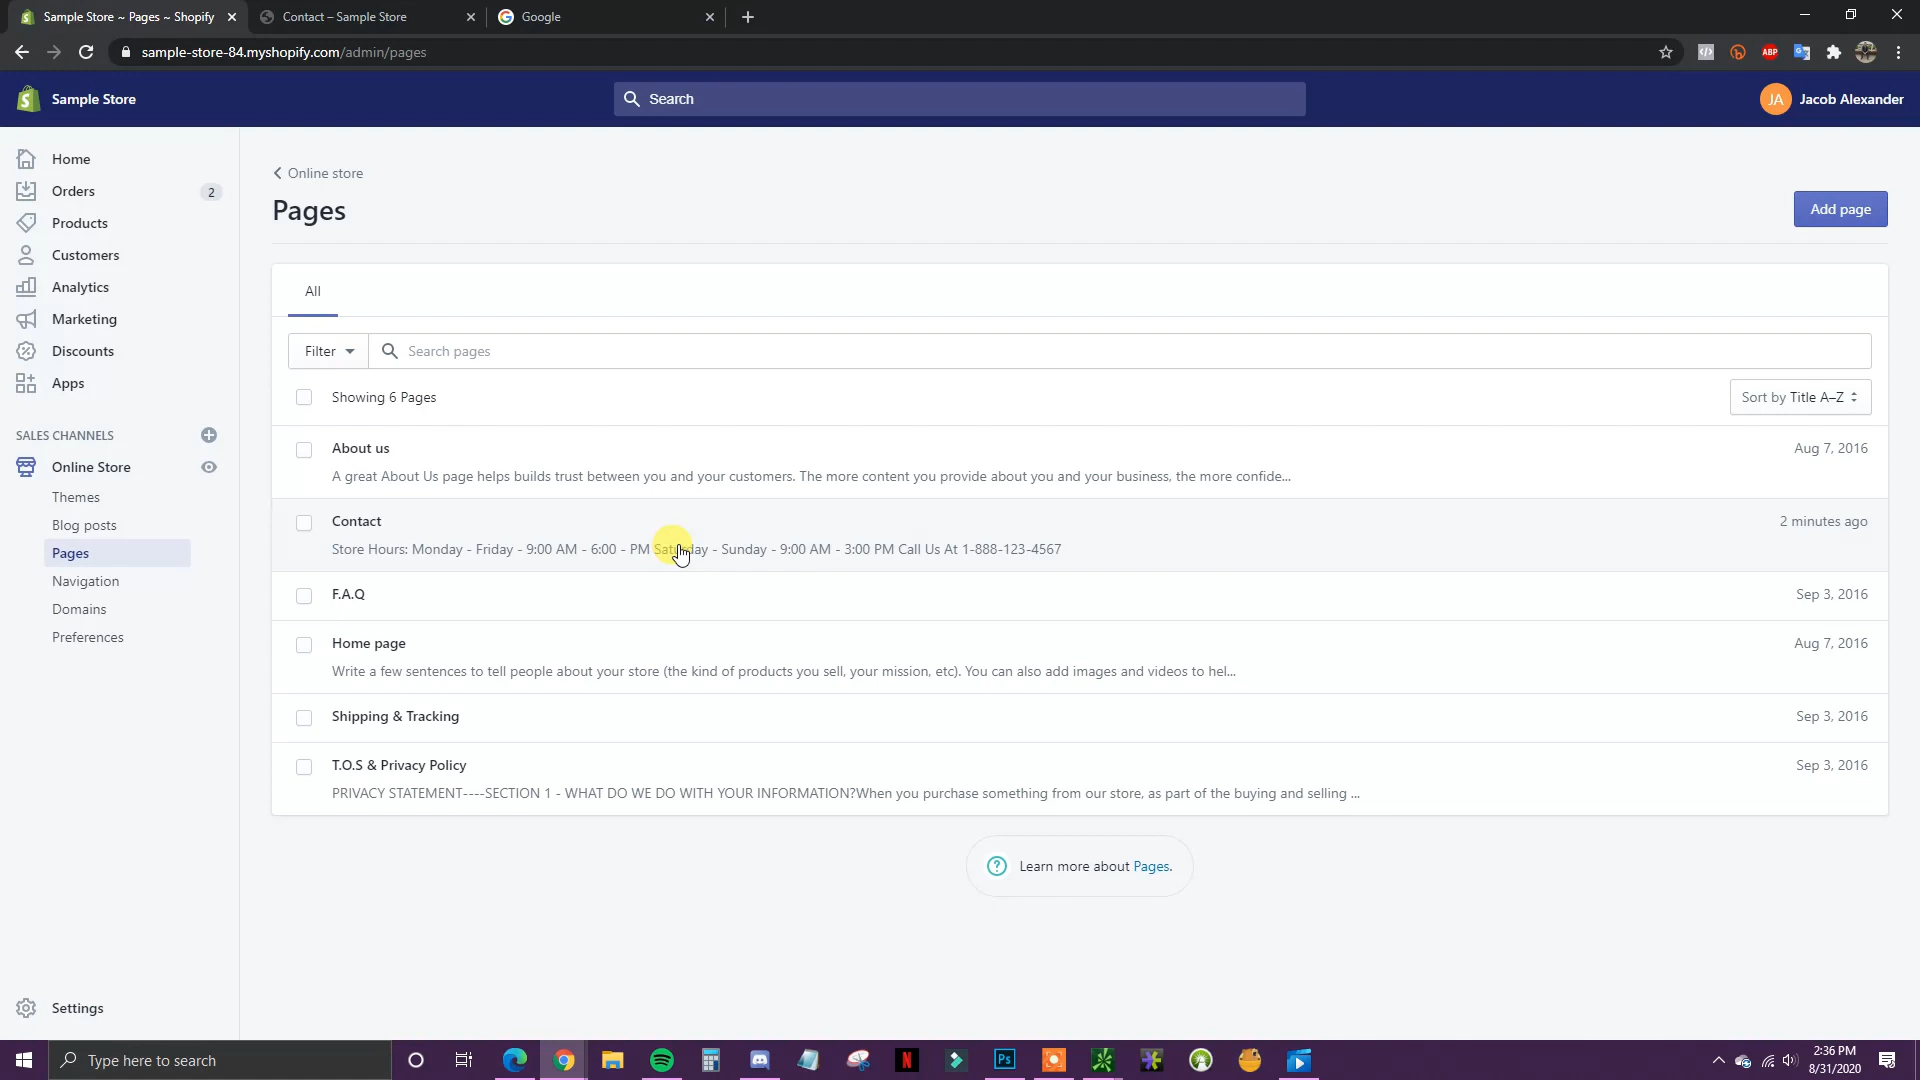 Sample Store ~ Pages ~ Shopify
Contact – Sample Store
Google
sample-store-84.myshopify.com/admin/pages
ABP
Sample Store
Search
JA
Jacob Alexander
Home
Orders
2
Products
Customers
Analytics
Marketing
Discounts
Apps
SALES CHANNELS
Online Store
Themes
Blog posts
Pages
Navigation
Domains
Preferences
Settings
Online store
Pages
Add page
All
Filter
Search pages
Showing 6 Pages
Sort by Title A–Z
About us
Aug 7, 2016
A great About Us page helps builds trust between you and your customers. The more content you provide about you and your business, the more confide...
Contact
2 minutes ago
Store Hours: Monday - Friday - 9:00 AM - 6:00 - PM Saturday - Sunday - 9:00 AM - 3:00 PM Call Us At 1-888-123-4567
F.A.Q
Sep 3, 2016
Home page
Aug 7, 2016
Write a few sentences to tell people about your store (the kind of products you sell, your mission, etc). You can also add images and videos to hel...
Shipping & Tracking
Sep 3, 2016
T.O.S & Privacy Policy
Sep 3, 2016
PRIVACY STATEMENT----SECTION 1 - WHAT DO WE DO WITH YOUR INFORMATION?When you purchase something from our store, as part of the buying and selling ...
Learn more about Pages.
Type here to search
N
Ps
2:36 PM
8/31/2020